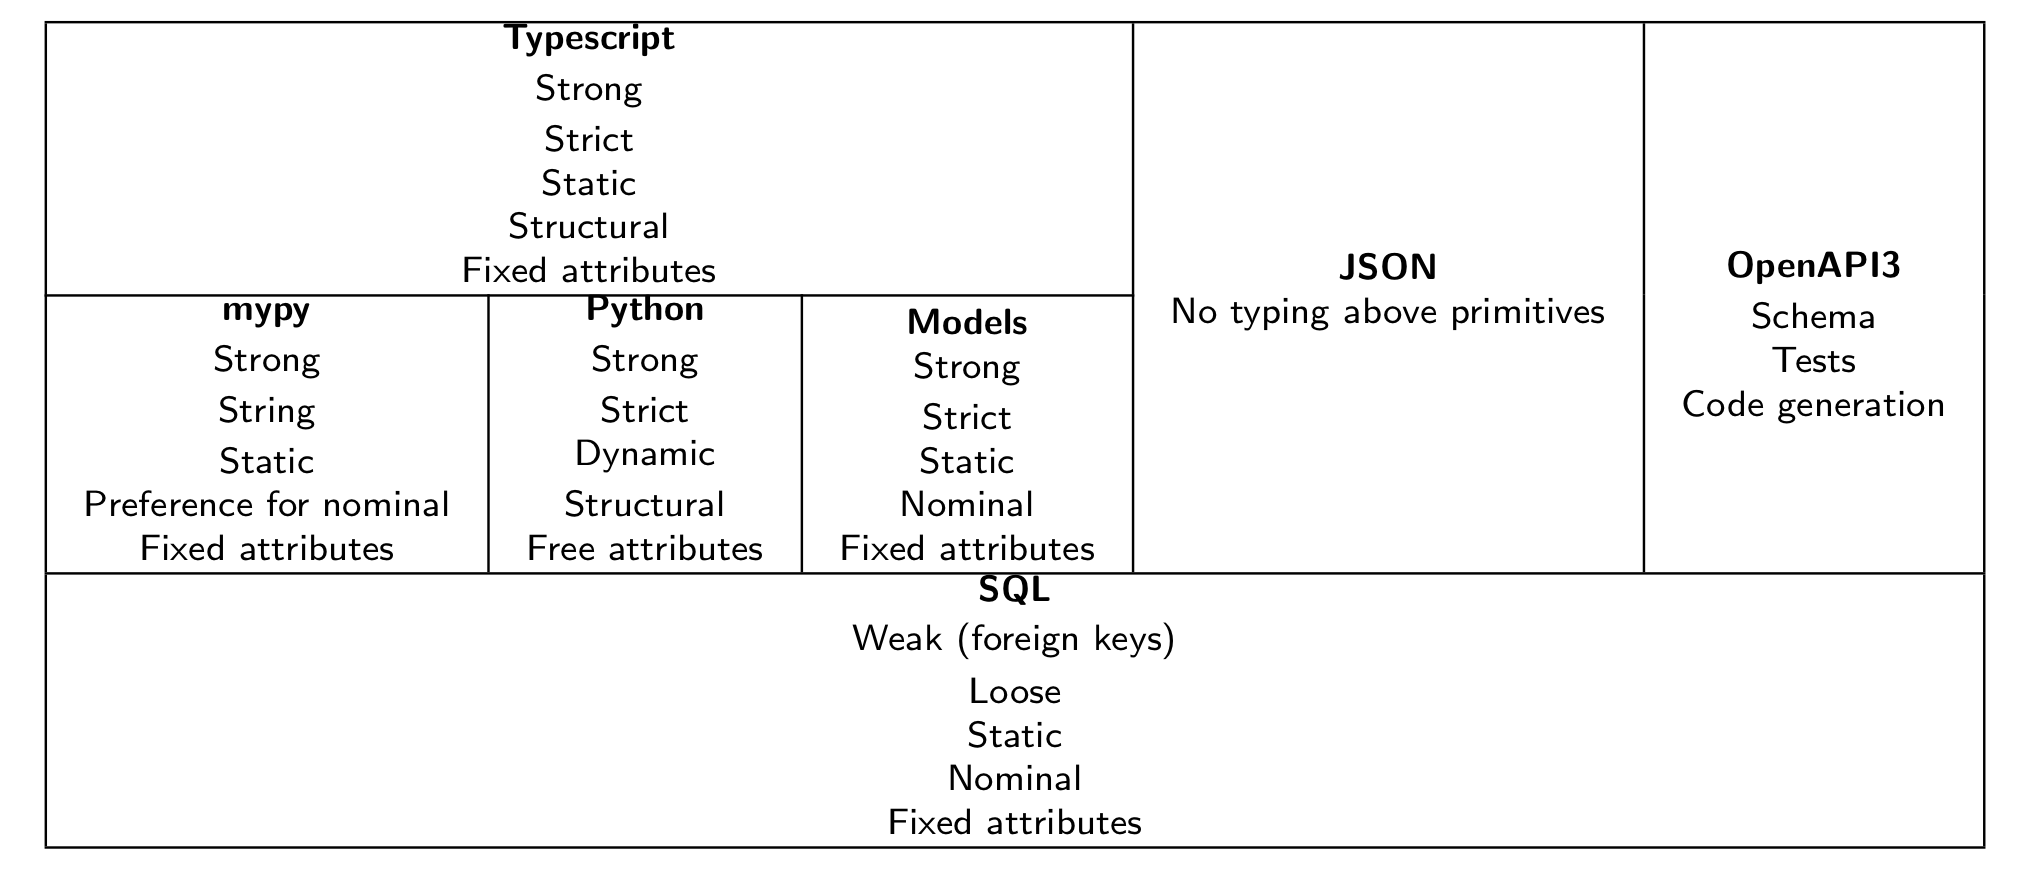 Typescript
Strong
Strict
Static
Structural
Fixed attributes
mypy
Strong
String
Static
Preference for nominal
Fixed attributes
Python
Strong
Strict
Dynamic
Structural
Free attributes
Models
Strong
Strict
Static
Nominal
Fixed attributes
JSON
No typing above primitives
OpenAPI3
Schema
Tests
Code generation
SQL
Weak (foreign keys)
Loose
Static
Nominal
Fixed attributes